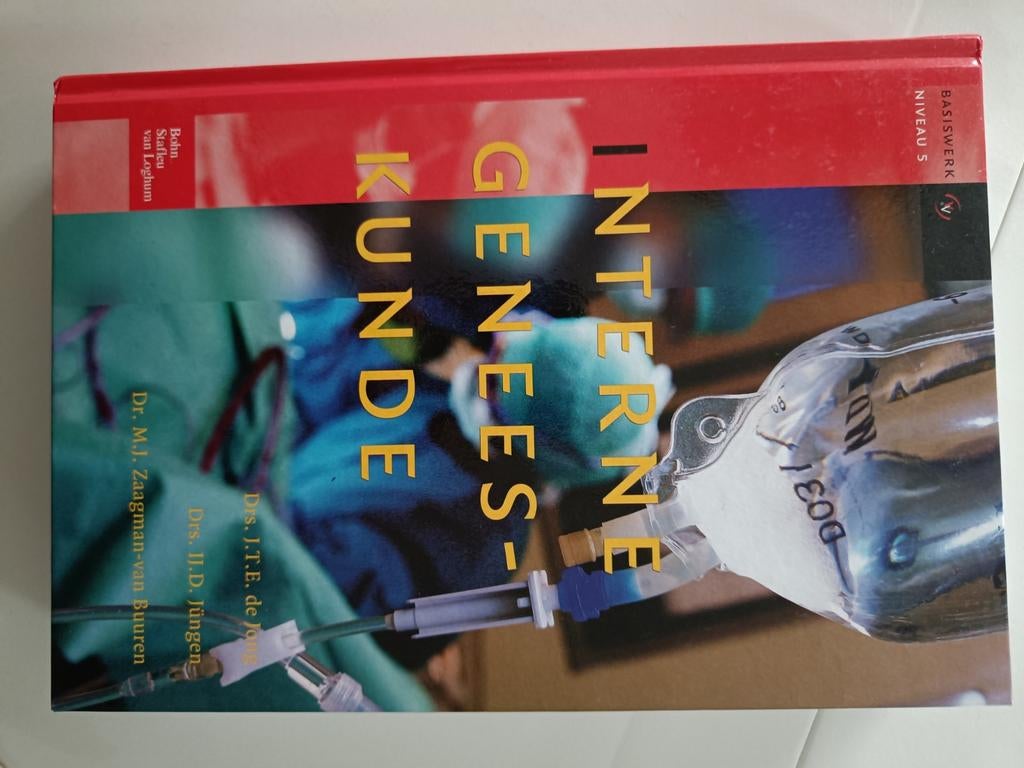 BASISWERK
NIVEAU 5
INTERNE
GENEES-
KUNDE
Drs. J.T.E. de Jong
Drs. IJ.D. Jüngen
Dr. M.J. Zaagman-van Buuren
Bohn
Stafleu
van Loghum